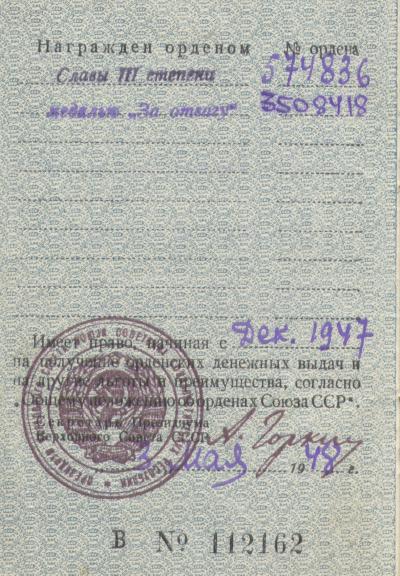 Награжден орденом № ордена
Славы III степени 574836
медалью „За отвагу“ 3508418
Имеет право, начиная с Дек. 1947
на получение орденских денежных выдач и
на другие льготы и преимущества, согласно
„Общему положению об орденах Союза ССР“.
Секретарь Президиума
Верховного Совета СССР А. Горкин
3 мая 1948 г.
В № 112162